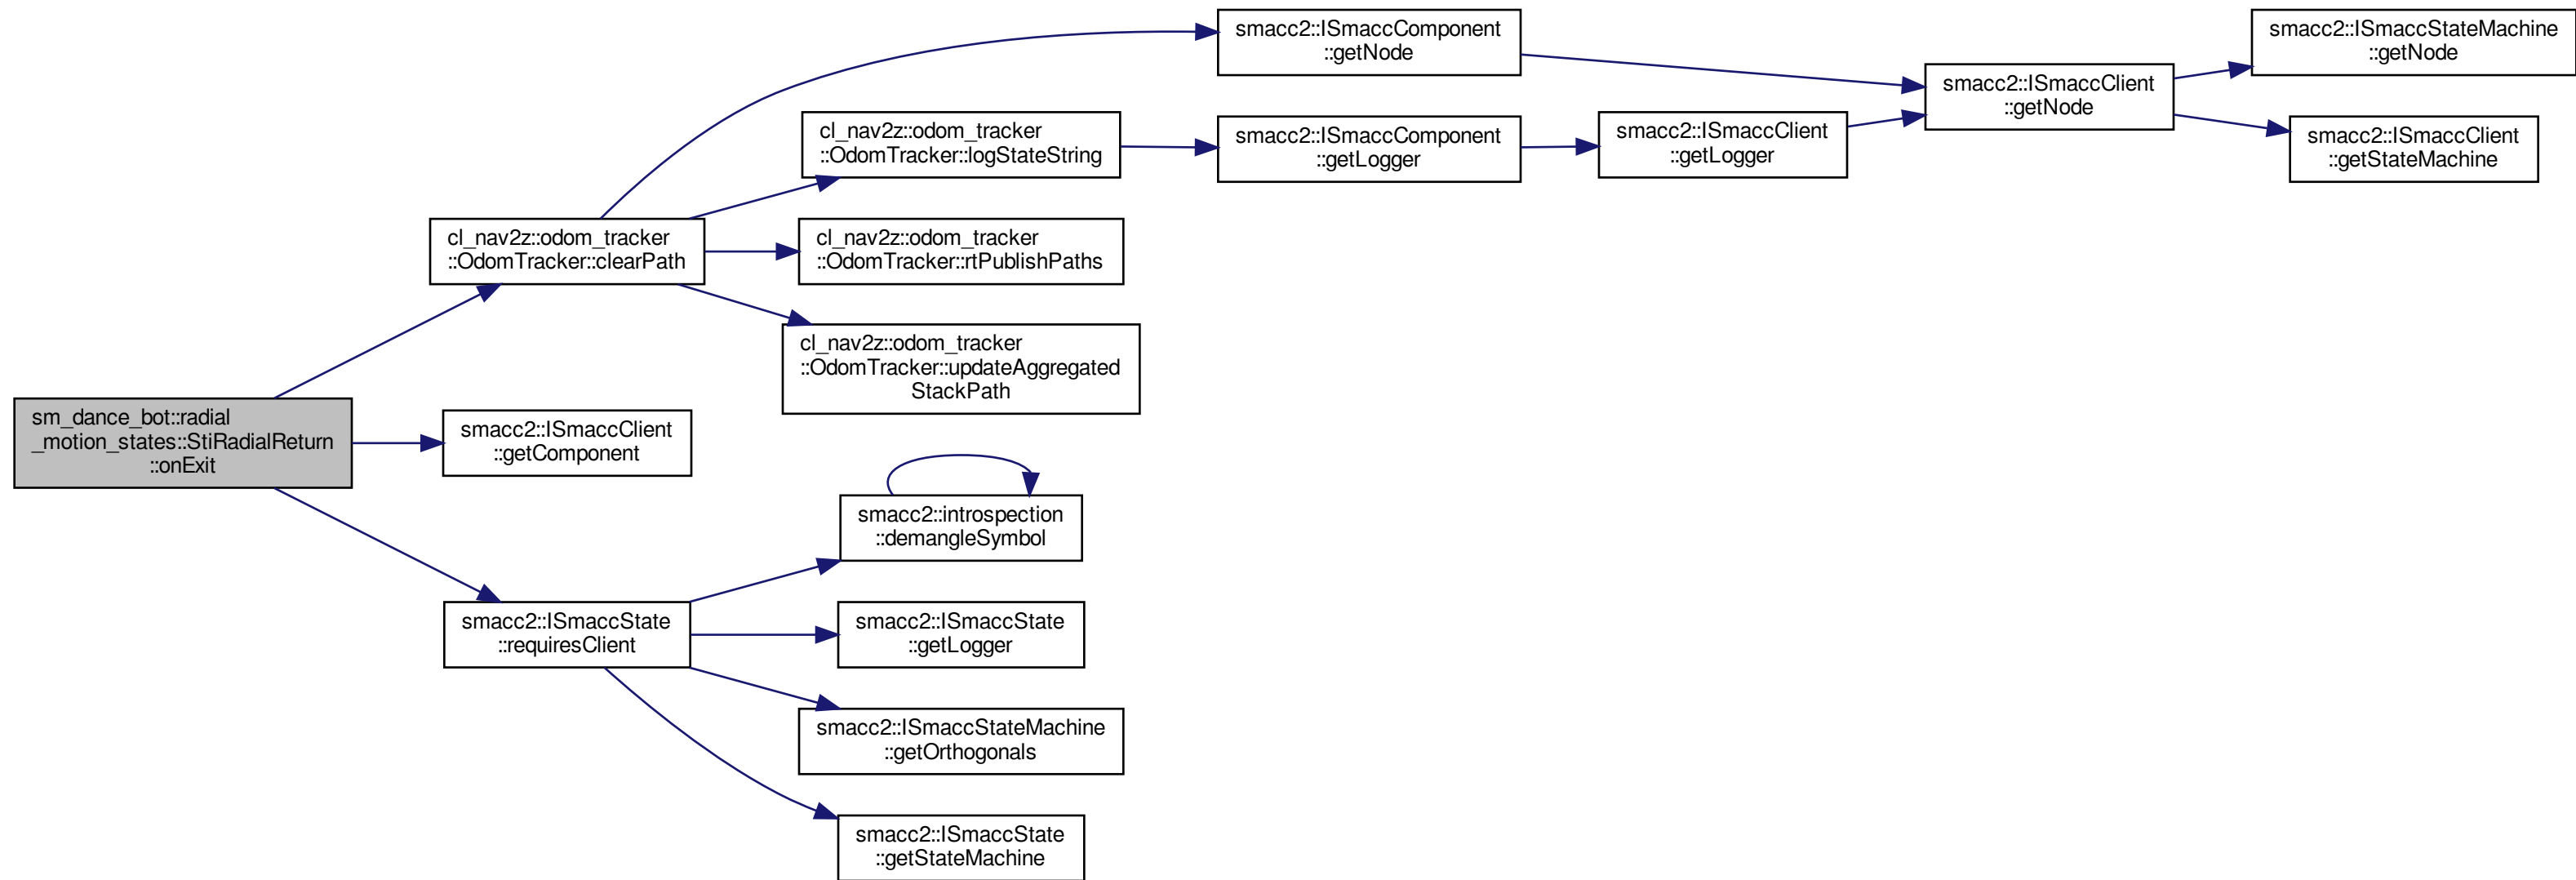 sm_dance_bot::radial
_motion_states::StiRadialReturn
::onExit
cl_nav2z::odom_tracker
::OdomTracker::clearPath
smacc2::ISmaccComponent
::getNode
smacc2::ISmaccClient
::getNode
smacc2::ISmaccStateMachine
::getNode
smacc2::ISmaccClient
::getStateMachine
cl_nav2z::odom_tracker
::OdomTracker::logStateString
smacc2::ISmaccComponent
::getLogger
smacc2::ISmaccClient
::getLogger
cl_nav2z::odom_tracker
::OdomTracker::rtPublishPaths
cl_nav2z::odom_tracker
::OdomTracker::updateAggregated
StackPath
smacc2::ISmaccClient
::getComponent
smacc2::ISmaccState
::requiresClient
smacc2::introspection
::demangleSymbol
smacc2::ISmaccState
::getLogger
smacc2::ISmaccStateMachine
::getOrthogonals
smacc2::ISmaccState
::getStateMachine